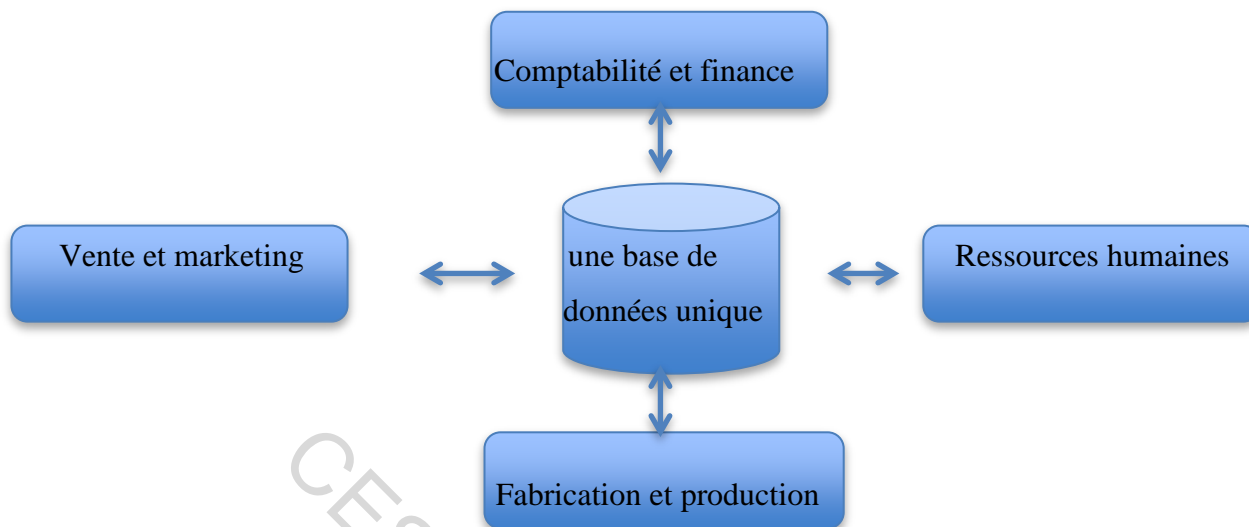 Comptabilité et finance
Vente et marketing
une base de
données unique
Ressources humaines
Fabrication et production